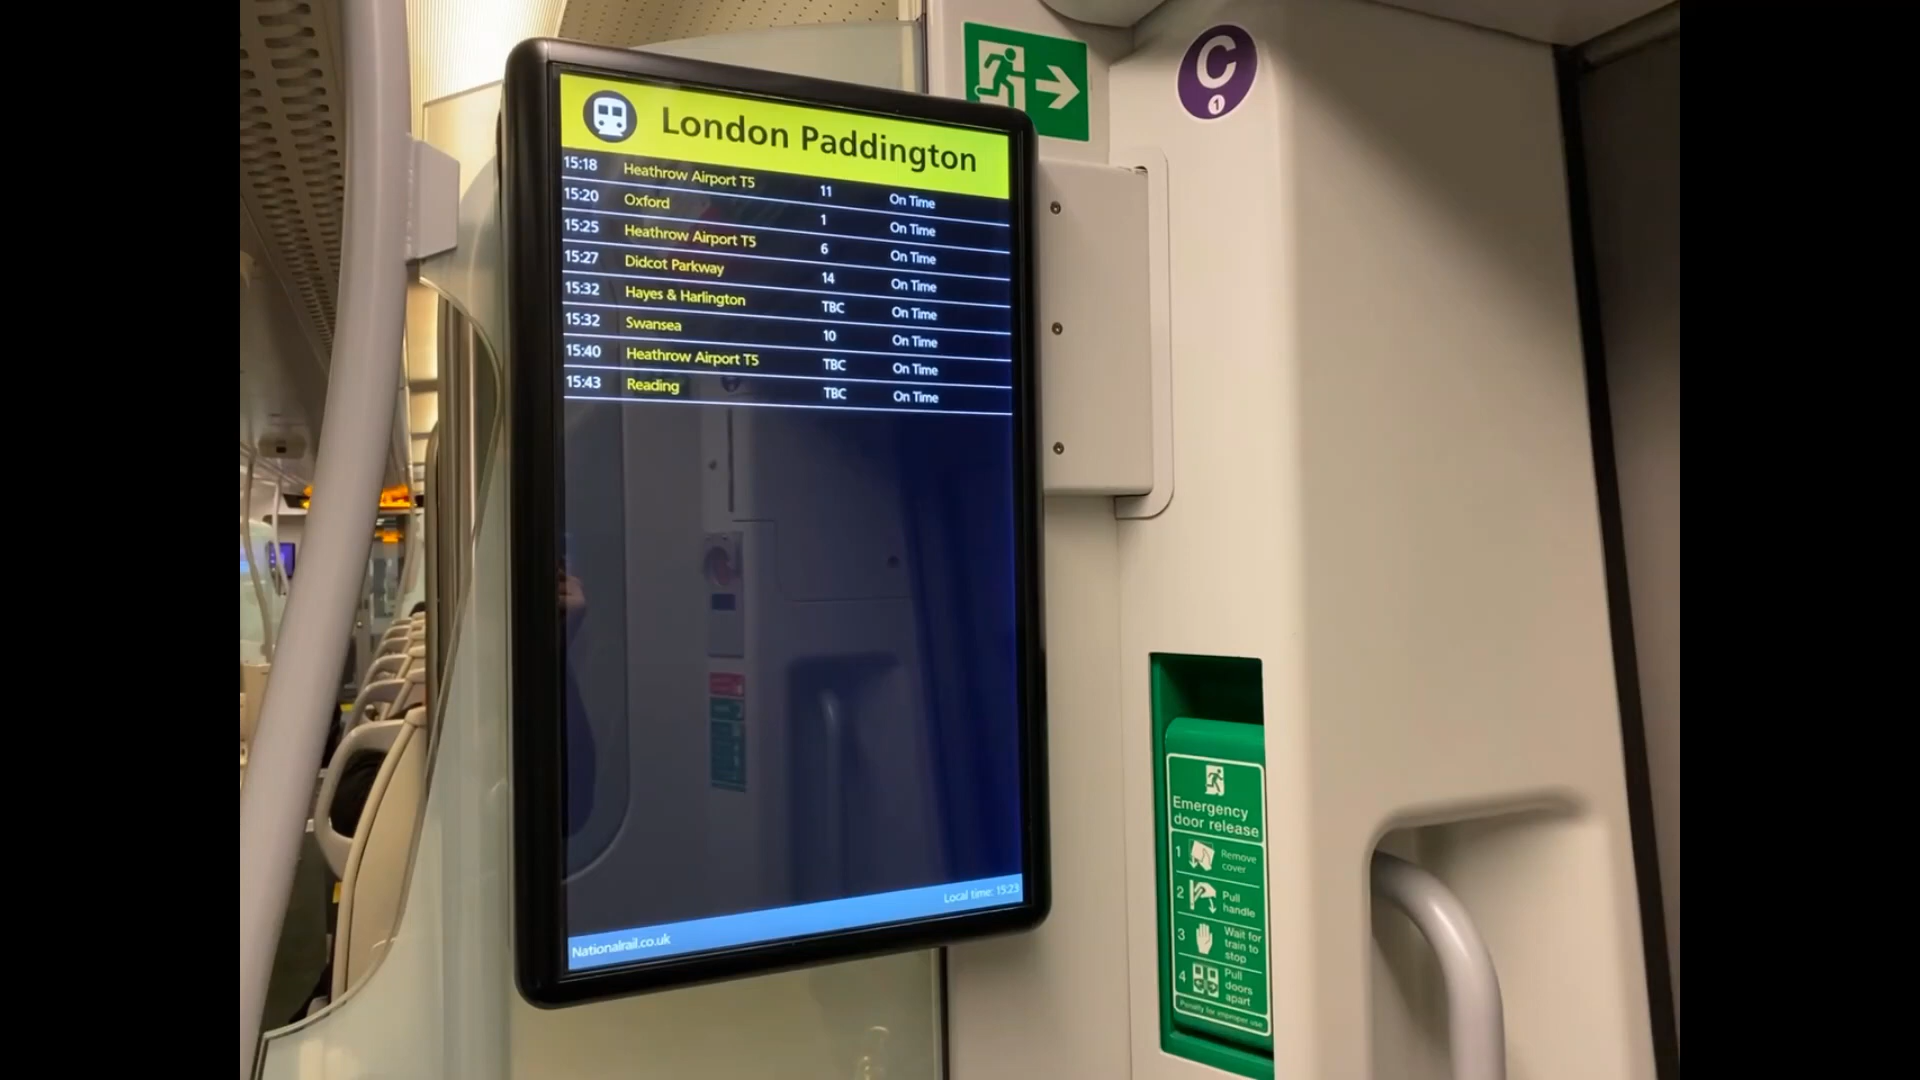 London Paddington
15:18 Heathrow Airport T5 11 On Time
15:20 Oxford 1 On Time
15:25 Heathrow Airport T5 6 On Time
15:27 Didcot Parkway 14 On Time
15:32 Hayes & Harlington TBC On Time
15:32 Swansea 10 On Time
15:40 Heathrow Airport T5 TBC On Time
15:43 Reading TBC On Time
Nationalrail.co.uk Local time: 15:23
C
1
Emergency
door release
1 Remove
cover
2 Pull
handle
3 Wait for
train to
stop
4 Pull
doors
apart
Penalty for improper use